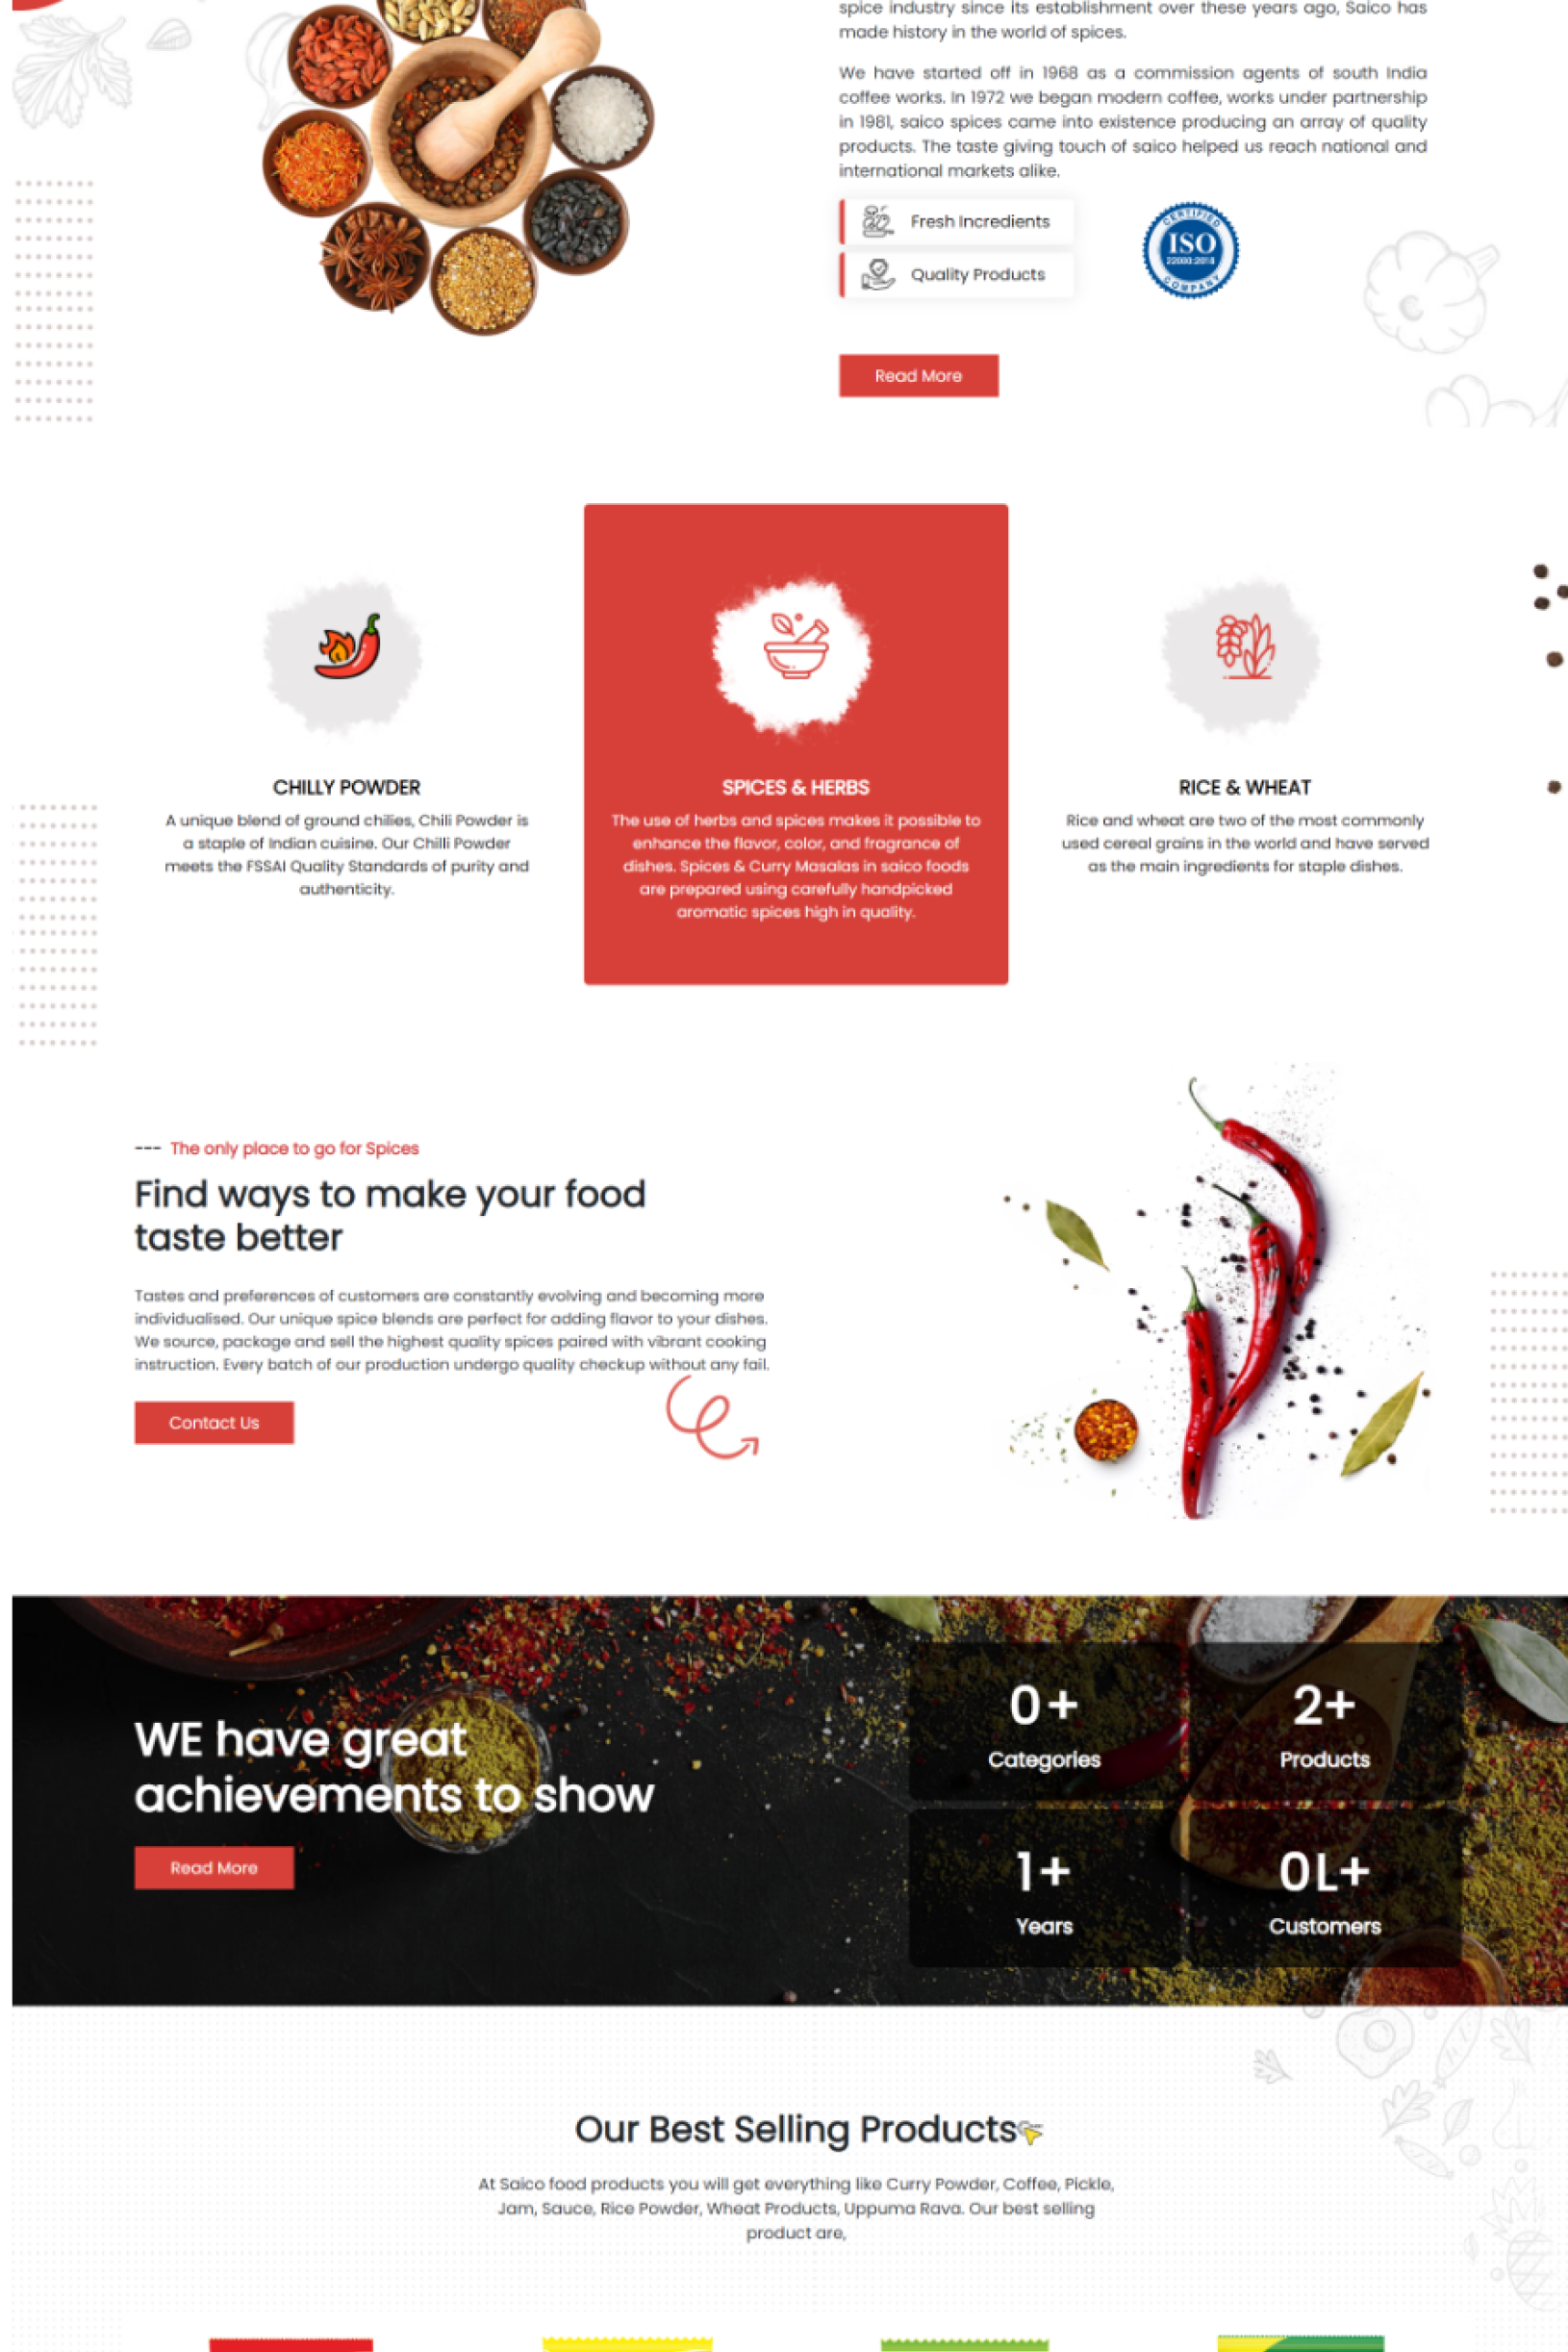 spice industry since its establishment over these years ago, Saico has
made history in the world of spices.
We have started off in 1968 as a commission agents of south India
coffee works. In 1972 we began modern coffee, works under partnership
in 1981, saico spices came into existence producing an array of quality
products. The taste giving touch of saico helped us reach national and
international markets alike.
Fresh Incredients
Quality Products
CERTIFIED
ISO
22000:2018
COMPANY
Read More
CHILLY POWDER
A unique blend of ground chilies, Chili Powder is
a staple of Indian cuisine. Our Chilli Powder
meets the FSSAI Quality Standards of purity and
authenticity.
SPICES & HERBS
The use of herbs and spices makes it possible to
enhance the flavor, color, and fragrance of
dishes. Spices & Curry Masalas in saico foods
are prepared using carefully handpicked
aromatic spices high in quality.
RICE & WHEAT
Rice and wheat are two of the most commonly
used cereal grains in the world and have served
as the main ingredients for staple dishes.
--- The only place to go for Spices
Find ways to make your food
taste better
Tastes and preferences of customers are constantly evolving and becoming more
individualised. Our unique spice blends are perfect for adding flavor to your dishes.
We source, package and sell the highest quality spices paired with vibrant cooking
instruction. Every batch of our production undergo quality checkup without any fail.
Contact Us
WE have great
achievements to show
Read More
0+
Categories
2+
Products
1+
Years
0L+
Customers
Our Best Selling Products
At Saico food products you will get everything like Curry Powder, Coffee, Pickle,
Jam, Sauce, Rice Powder, Wheat Products, Uppuma Rava. Our best selling
product are,